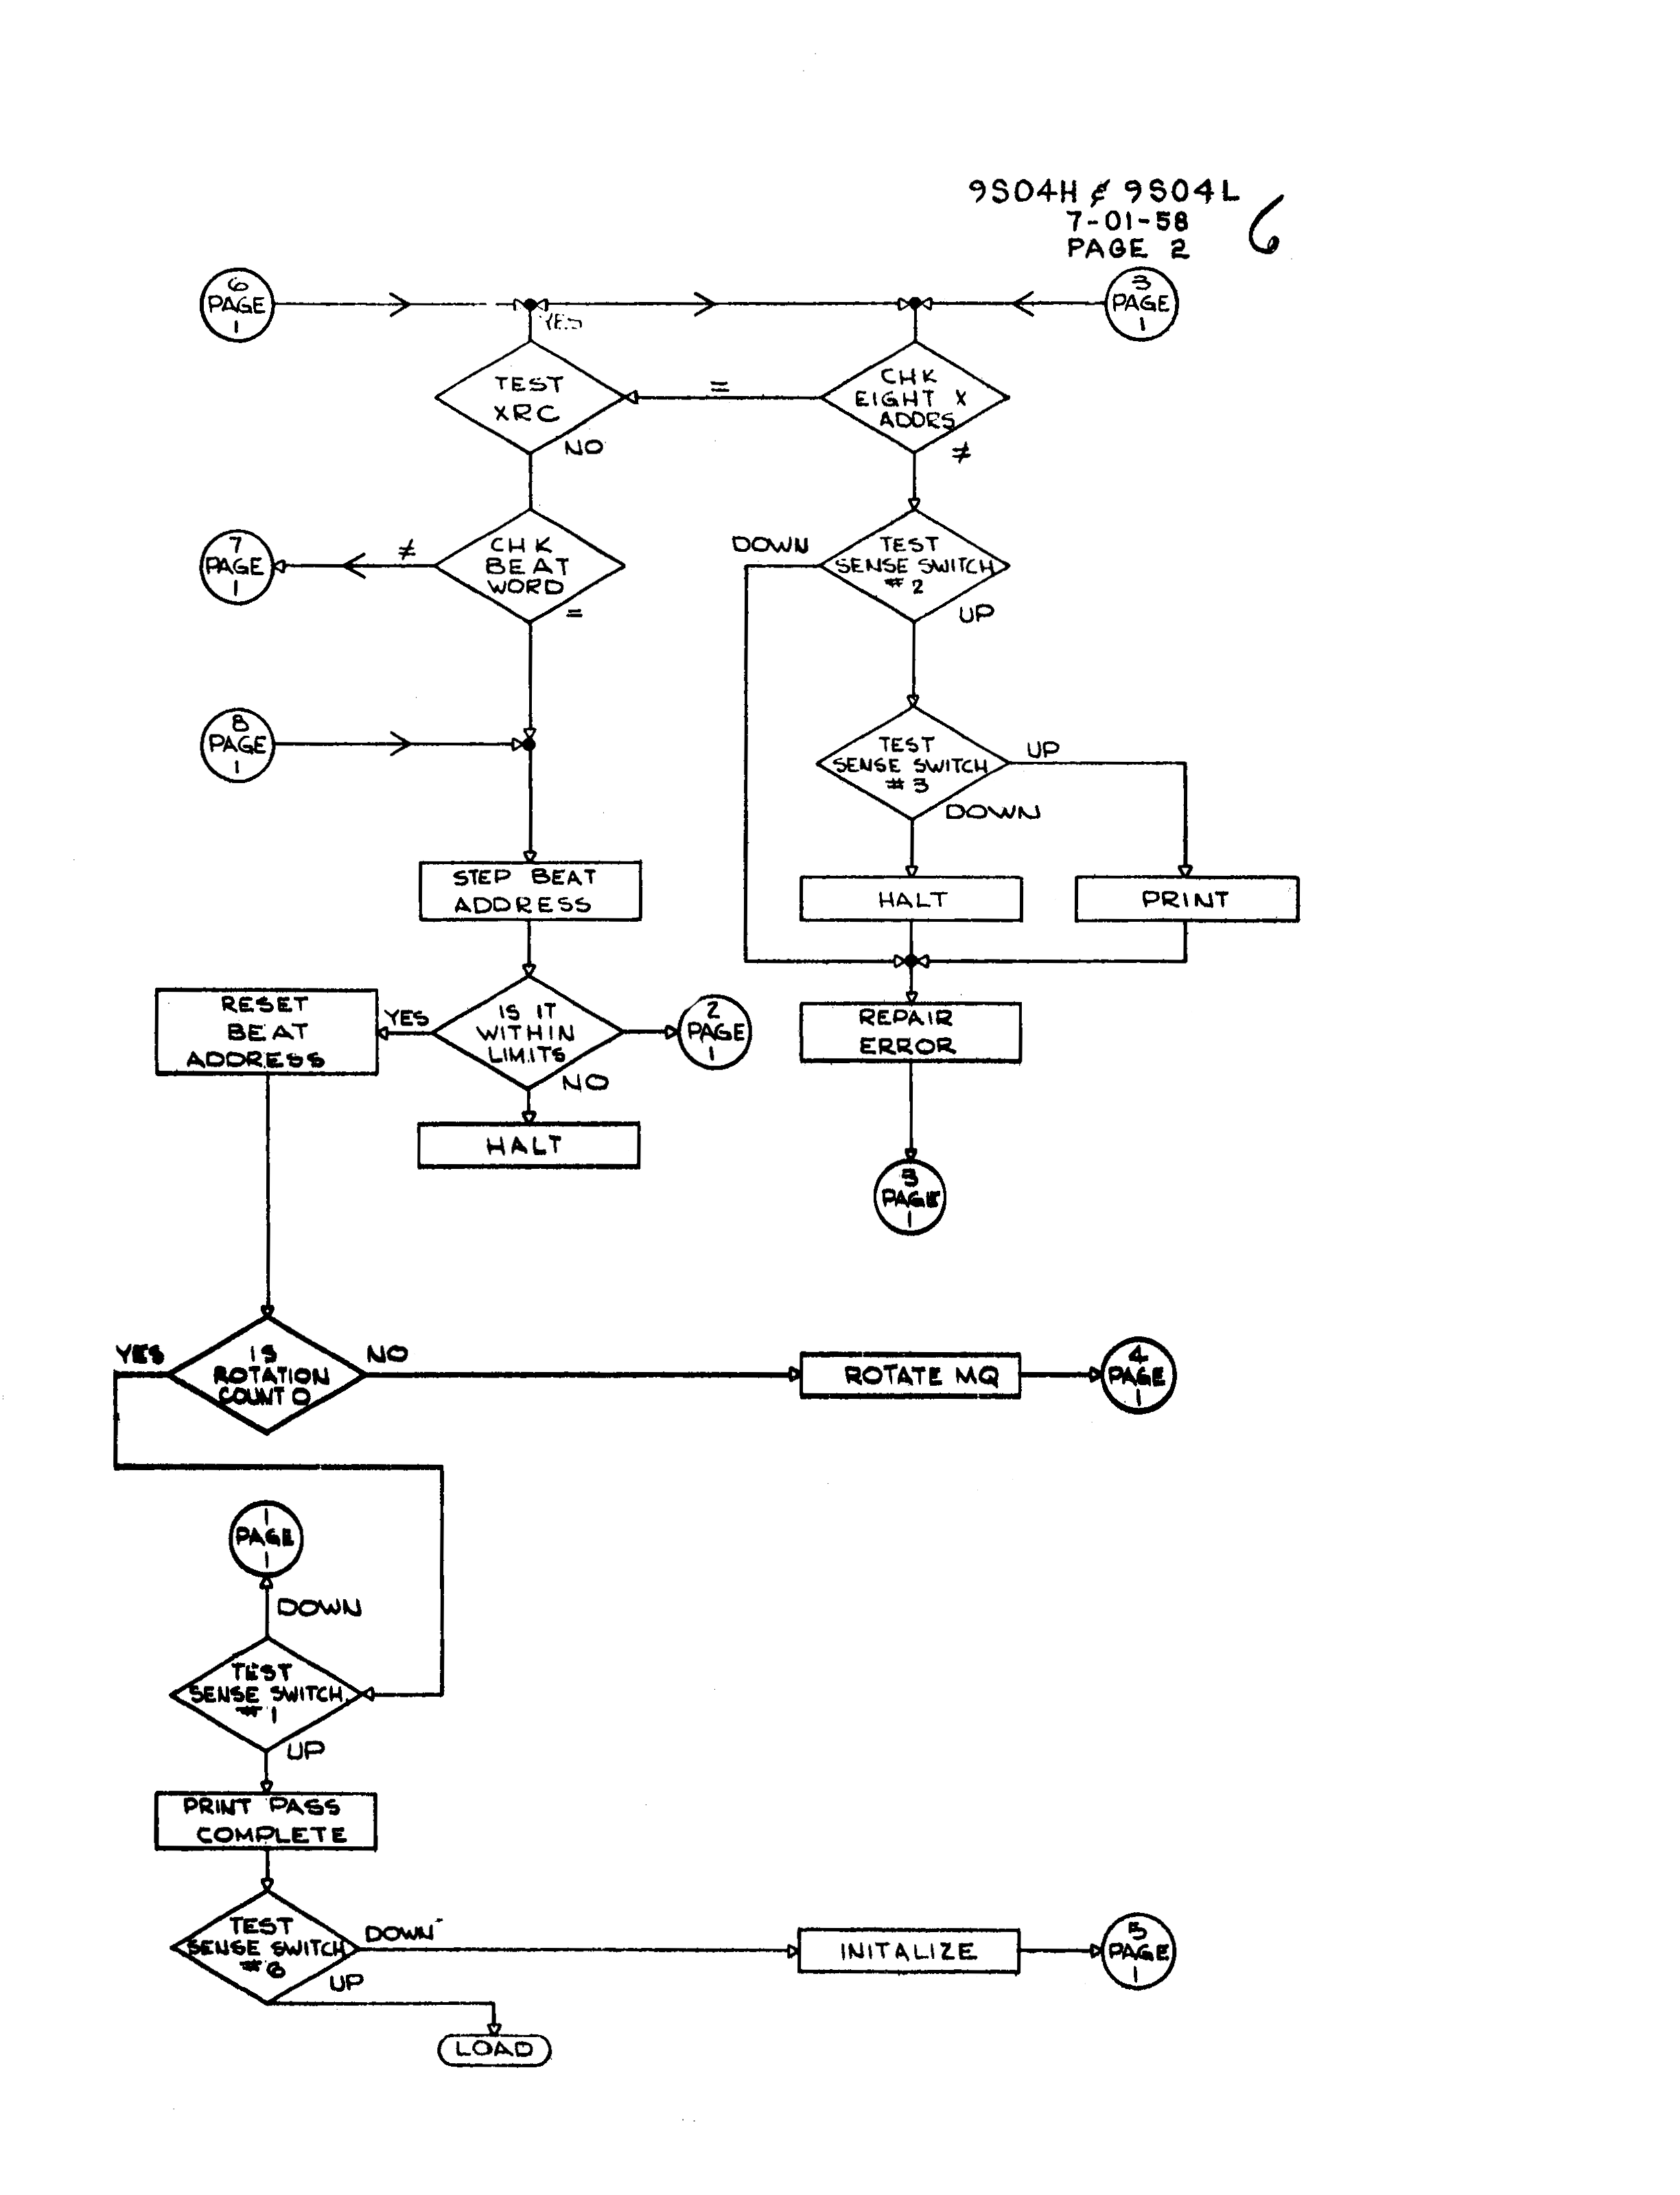 9S04H & 9S04L
7-01-58
PAGE 2
6
6
PAGE
1
3
PAGE
1
YES
TEST
XRC
NO
=
CHK
EIGHT X
ADDRS
≠
7
PAGE
1
≠
CHK
BEAT
WORD
=
DOWN
TEST
SENSE SWITCH
# 2
UP
8
PAGE
1
TEST
SENSE SWITCH
# 3
UP
DOWN
STEP BEAT
ADDRESS
HALT
PRINT
RESET
BEAT
ADDRESS
YES
IS IT
WITHIN
LIMITS
NO
2
PAGE
1
REPAIR
ERROR
HALT
3
PAGE
1
YES
IS
ROTATION
COUNT 0
NO
ROTATE MQ
4
PAGE
1
1
PAGE
1
DOWN
TEST
SENSE SWITCH
# 1
UP
PRINT PASS
COMPLETE
TEST
SENSE SWITCH
# 6
DOWN
UP
INITALIZE
5
PAGE
1
LOAD